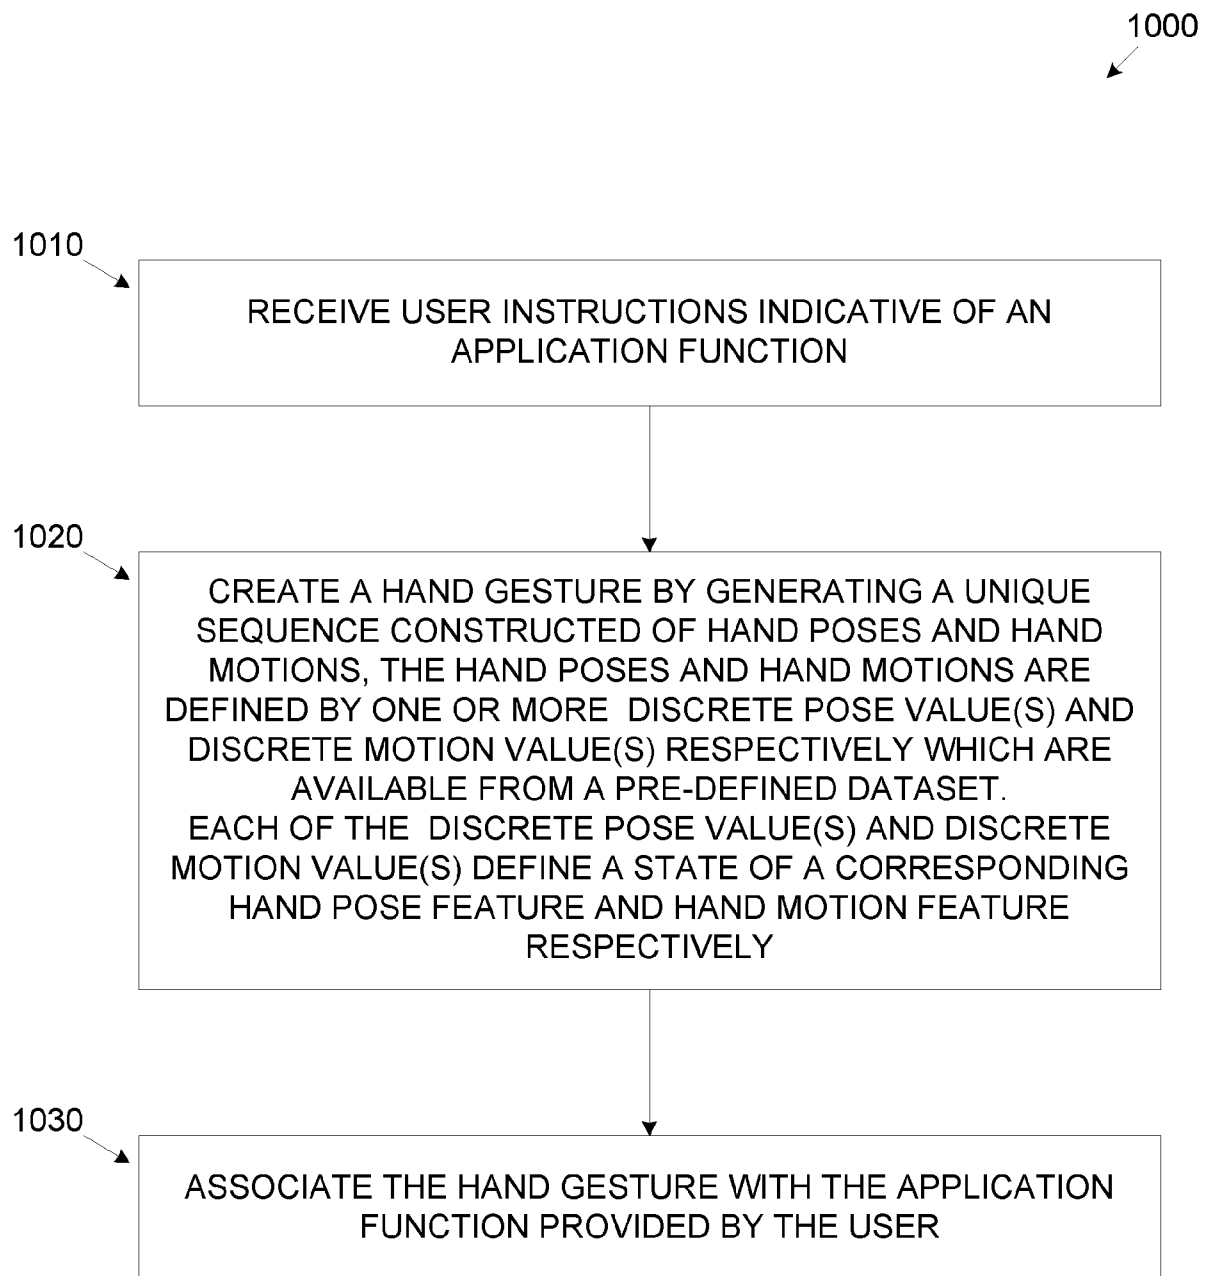 1000
1010
RECEIVE USER INSTRUCTIONS INDICATIVE OF AN
APPLICATION FUNCTION
1020
CREATE A HAND GESTURE BY GENERATING A UNIQUE
SEQUENCE CONSTRUCTED OF HAND POSES AND HAND
MOTIONS, THE HAND POSES AND HAND MOTIONS ARE
DEFINED BY ONE OR MORE DISCRETE POSE VALUE(S) AND
DISCRETE MOTION VALUE(S) RESPECTIVELY WHICH ARE
AVAILABLE FROM A PRE-DEFINED DATASET.
EACH OF THE DISCRETE POSE VALUE(S) AND DISCRETE
MOTION VALUE(S) DEFINE A STATE OF A CORRESPONDING
HAND POSE FEATURE AND HAND MOTION FEATURE
RESPECTIVELY
1030
ASSOCIATE THE HAND GESTURE WITH THE APPLICATION
FUNCTION PROVIDED BY THE USER